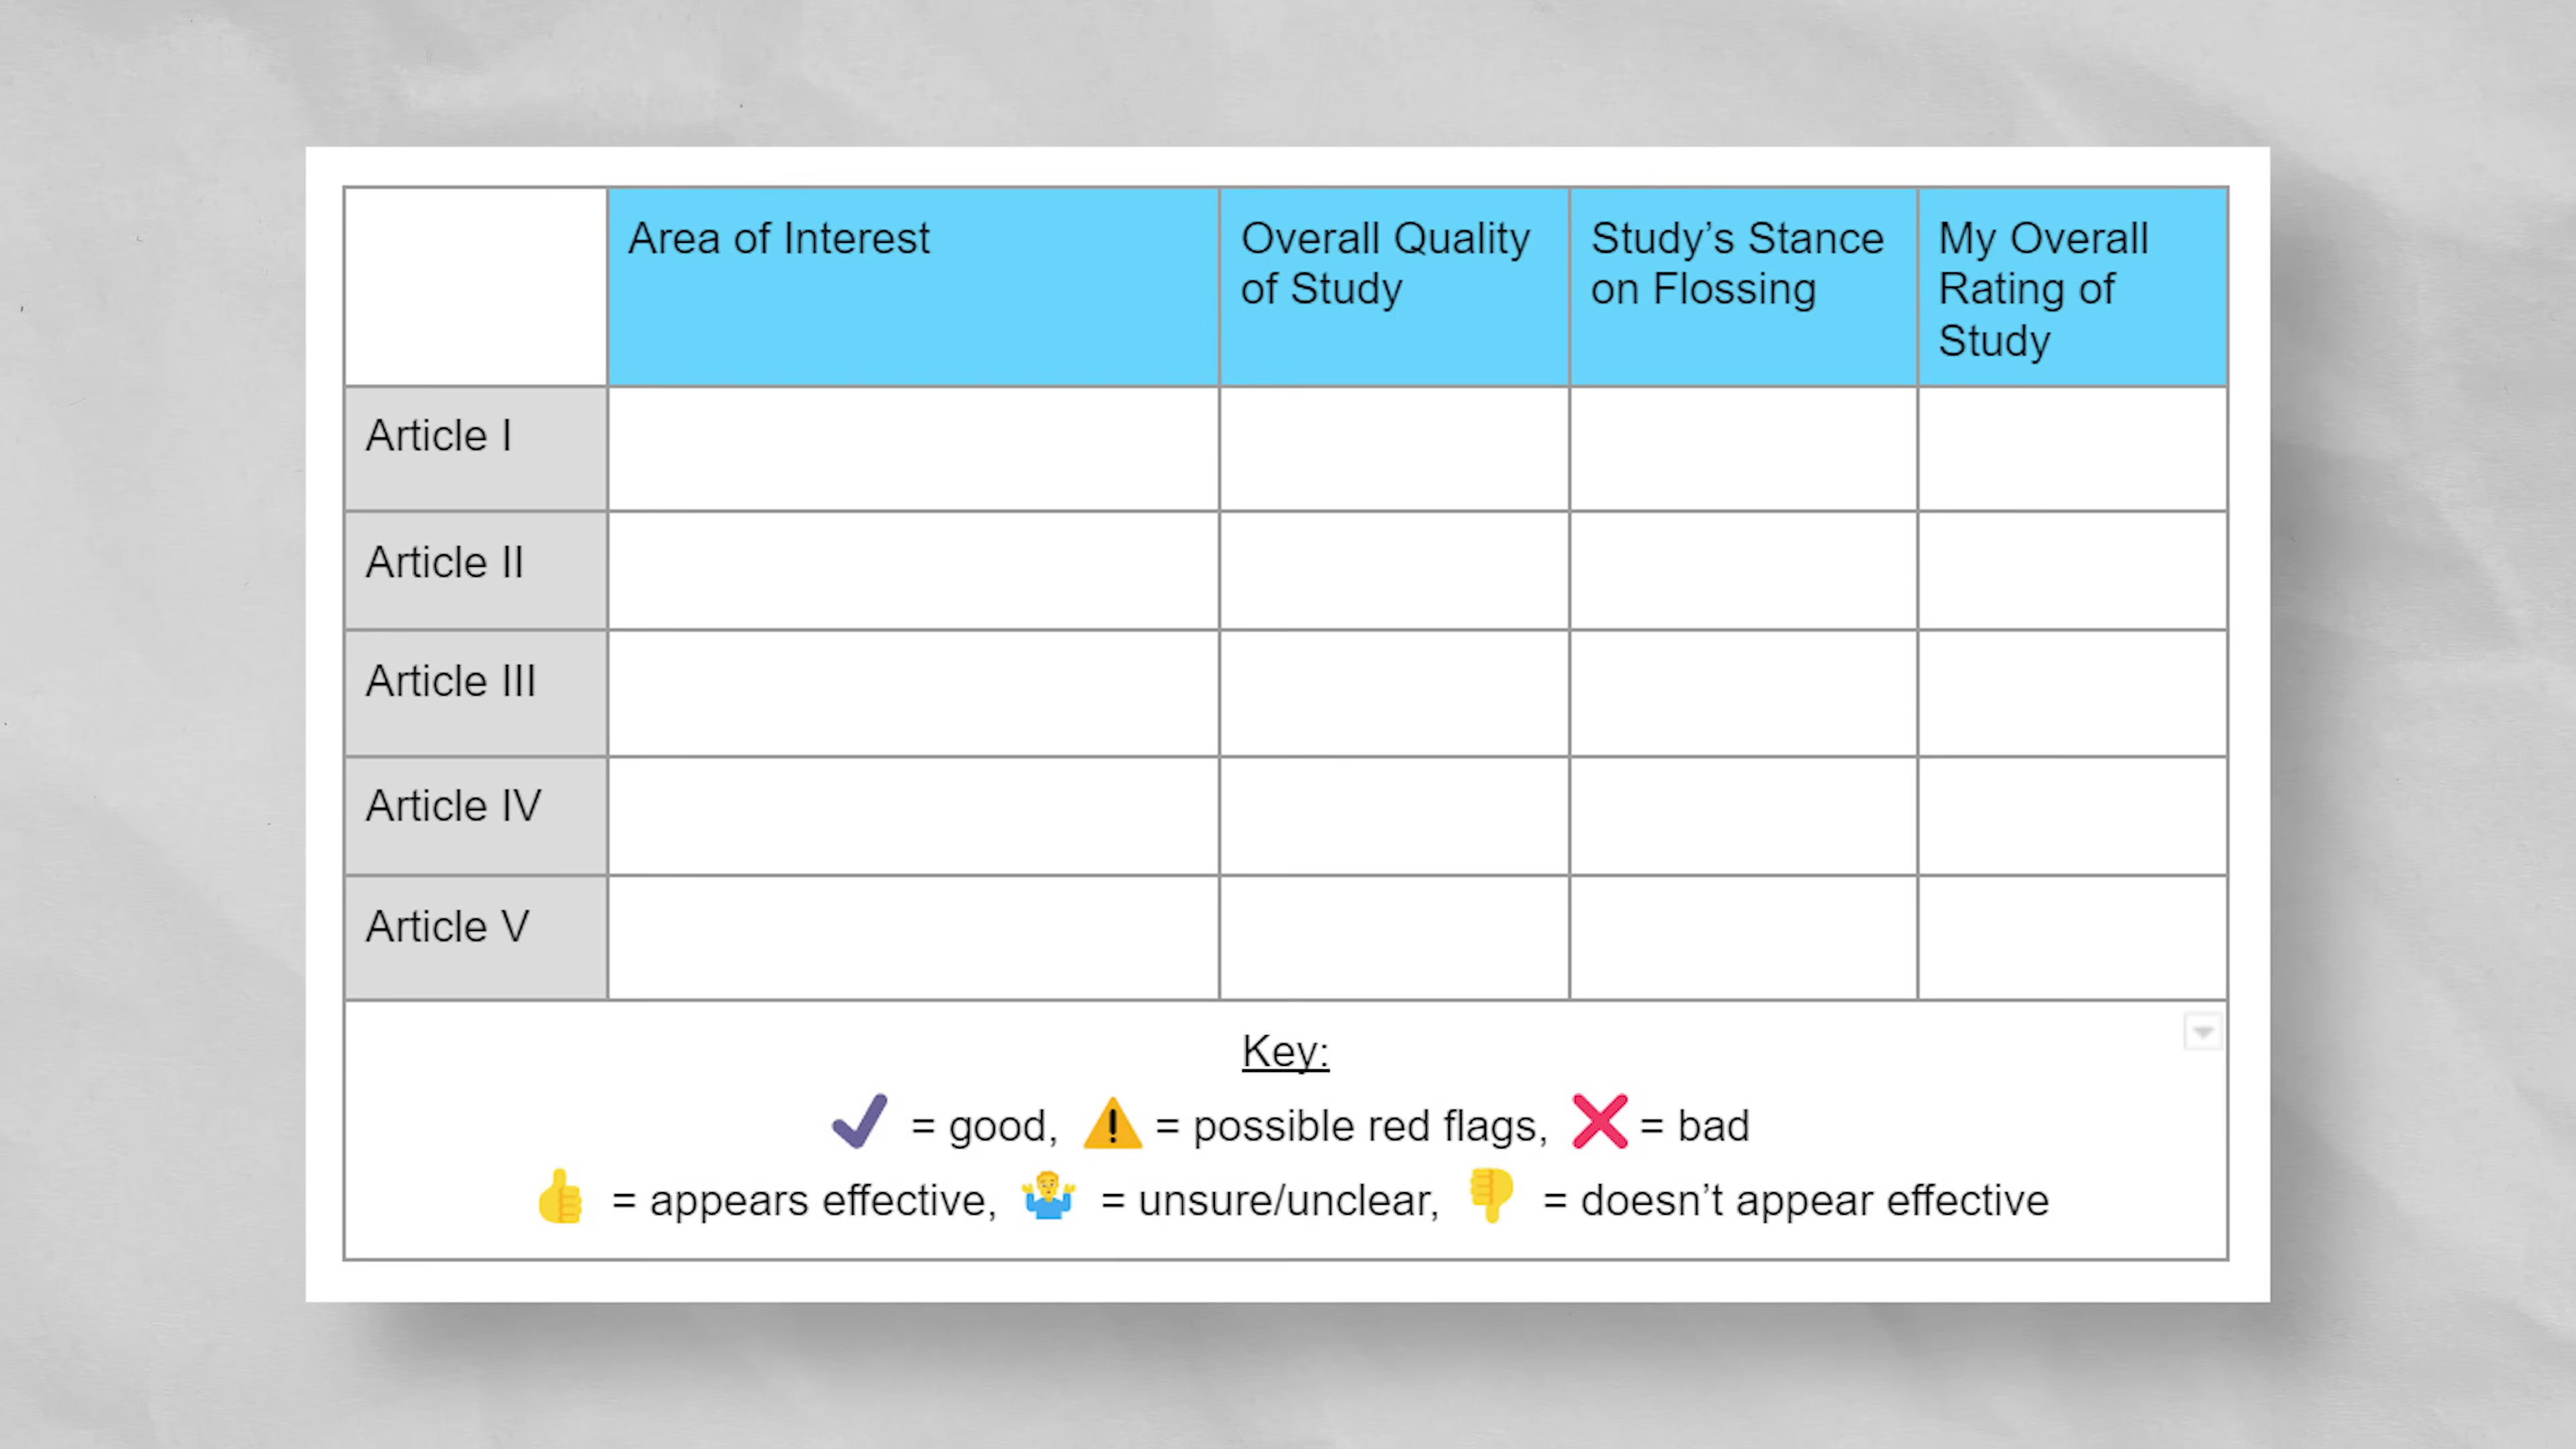 Area of Interest
Overall Quality
of Study
Study’s Stance
on Flossing
My Overall
Rating of
Study
Article I
Article II
Article III
Article IV
Article V
Key:
= good, = possible red flags, = bad
= appears effective, = unsure/unclear, = doesn’t appear effective